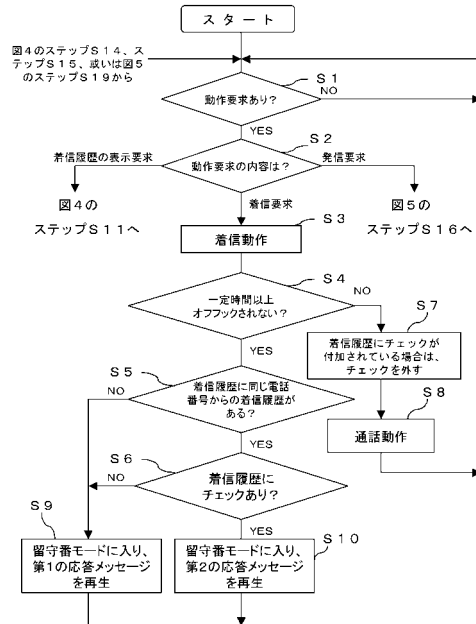 スタート
図4のステップS14、ス
テップS15、或いは図5
のステップS19から
S1
動作要求あり?
NO
YES
S2
着信履歴の表示要求
動作要求の内容は?
発信要求
図4の
ステップS11へ
着信要求
図5の
ステップS16へ
S3
着信動作
S4
一定時間以上
オフフックされない?
NO
YES
S7
着信履歴にチェックが
付加されている場合は、
チェックを外す
S5
着信履歴に同じ電話
番号からの着信履歴が
ある?
NO
YES
S8
通話動作
S6
着信履歴に
チェックあり?
NO
YES
S9
留守番モードに入り、
第1の応答メッセージ
を再生
S10
留守番モードに入り、
第2の応答メッセージ
を再生